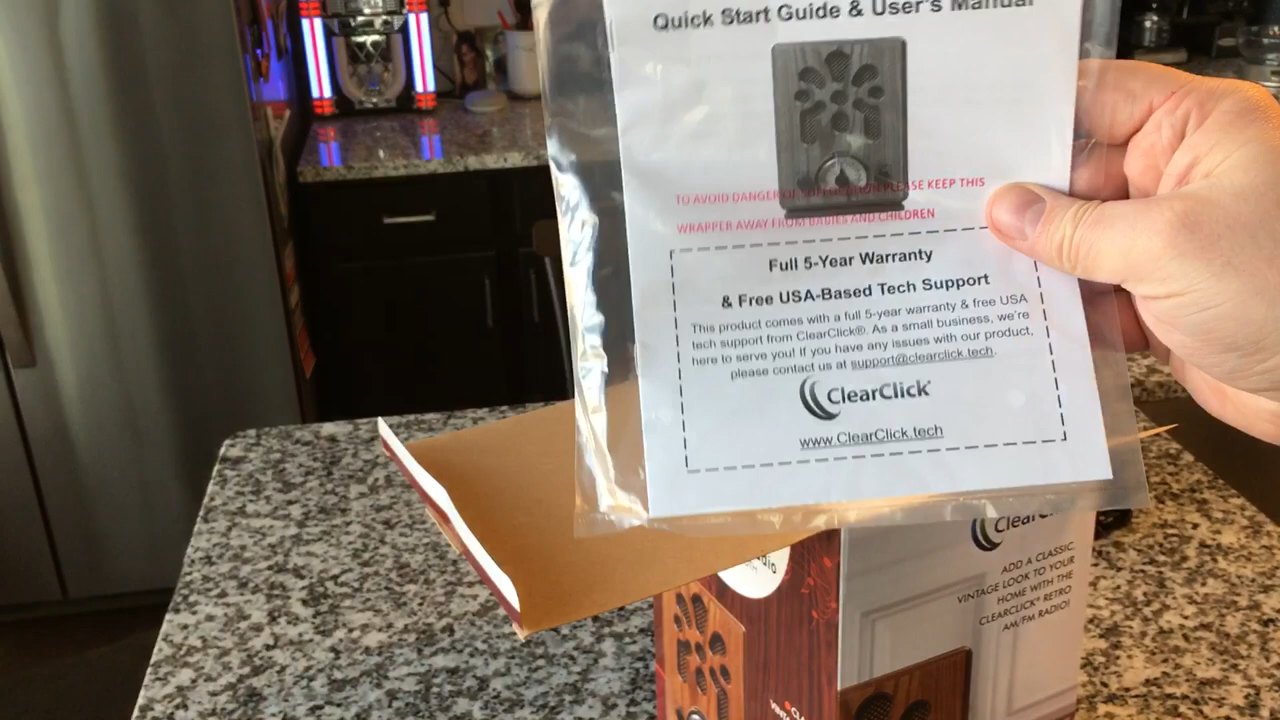 Quick Start Guide & User's Manual
TO AVOID DANGER OF SUFFOCATION PLEASE KEEP THIS
WRAPPER AWAY FROM BABIES AND CHILDREN
Full 5-Year Warranty
& Free USA-Based Tech Support
This product comes with a full 5-year warranty & free USA
tech support from ClearClick®. As a small business, we're
here to serve you! If you have any issues with our product,
please contact us at support@clearclick.tech.
ClearClick®
www.ClearClick.tech
ADD A CLASSIC,
VINTAGE LOOK TO YOUR
HOME WITH THE
CLEARCLICK® RETRO
AM/FM RADIO!